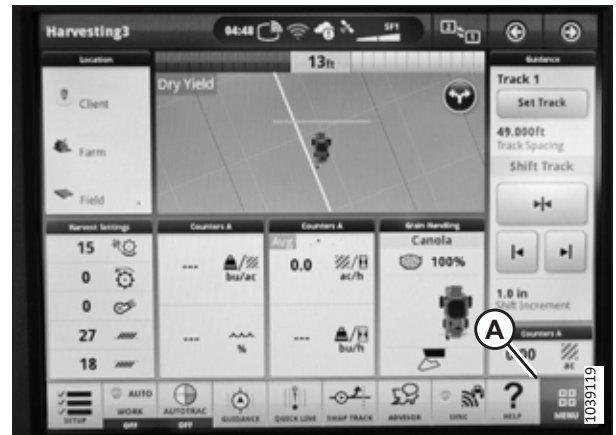 Harvesting3
04:48
SF1
2
1
Location
Client
Farm
Field
13ft
Dry Yield
Guidance
Track 1
Set Track
49.000ft
Track Spacing
Shift Track
1.0 in
Shift Increment
Harvest Settings
15
0
0
27
18
Counters A
---
bu/ac
---
%
Counters A
Avg
0.0
ac/h
---
bu/h
Grain Handling
Canola
100%
A
Counters A
ac
SETUP
AUTO
WORK
OFF
AUTOTRAC
OFF
GUIDANCE
QUICK LINE
SWAP TRACK
ADVISOR
SYNC
?
HELP
MENU
1039119